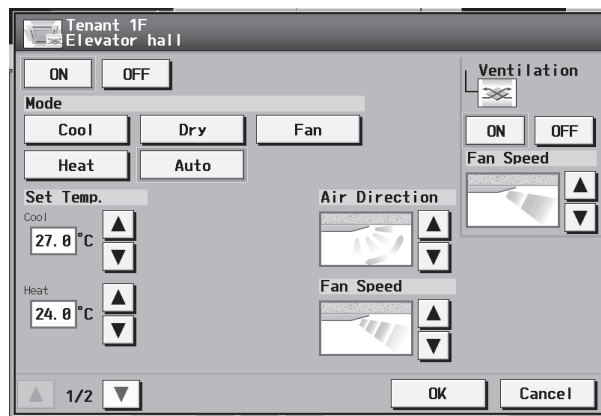 Tenant 1F
Elevator hall
ON OFF
Ventilation
Mode
Cool Dry Fan
ON OFF
Heat Auto
Fan Speed
Set Temp.
Air Direction
Cool
27.0°C
Heat
Fan Speed
24.0°C
1/2
OK Cancel